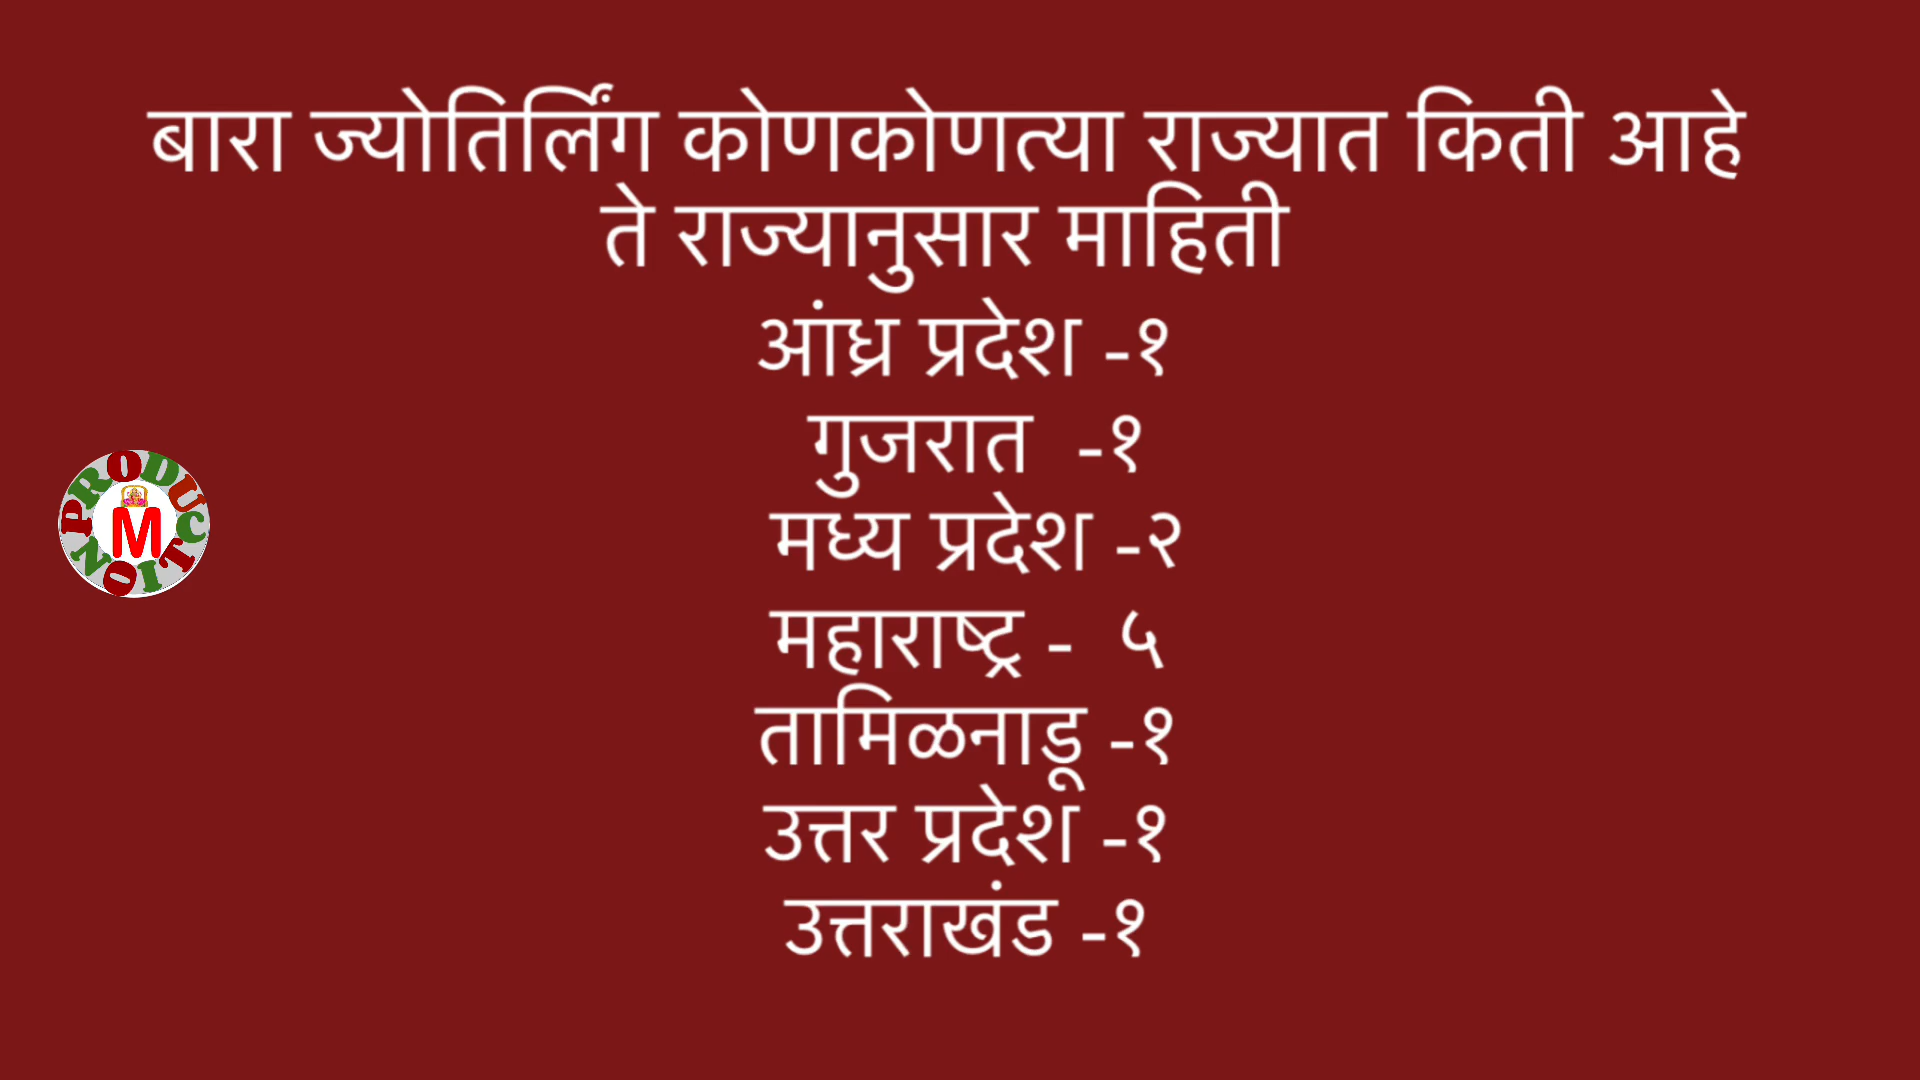 बारा ज्योतिर्लिंग कोणकोणत्या राज्यात किती आहे
ते राज्यानुसार माहिती
आंध्र प्रदेश -१
गुजरात -१
मध्य प्रदेश -२
महाराष्ट्र - ५
तामिळनाडू -१
उत्तर प्रदेश -१
उत्तराखंड -१
PRODUCTION
M